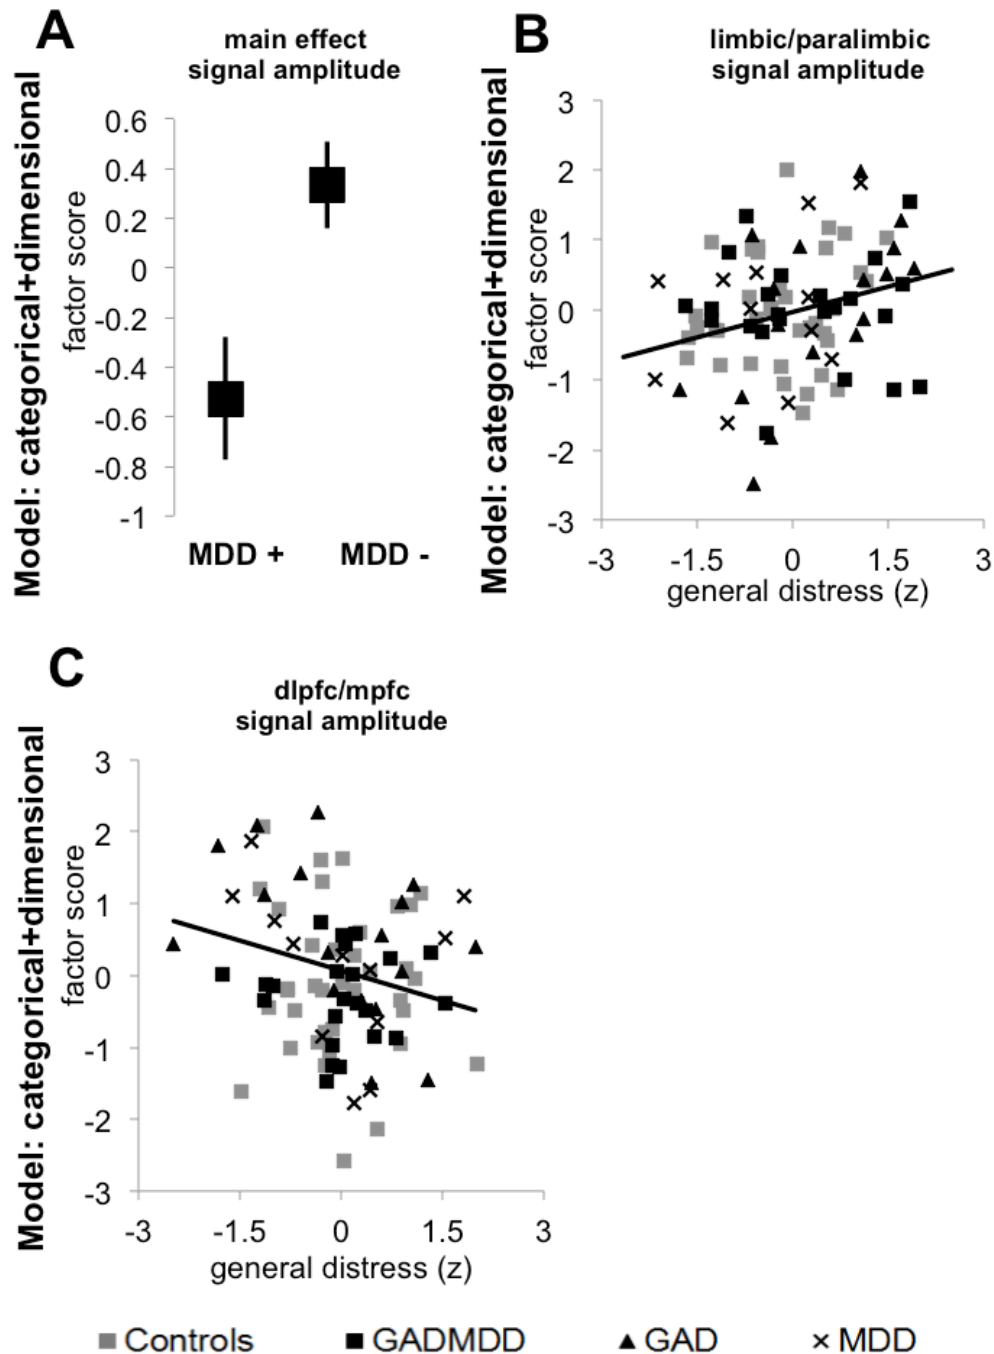 A
main effect
signal amplitude
Model: categorical+dimensional
factor score
0.6
0.4
0.2
0
-0.2
-0.4
-0.6
-0.8
-1
MDD + MDD -
B
limbic/paralimbic
signal amplitude
Model: categorical+dimensional
factor score
3
2
1
0
-1
-2
-3
-3 -1.5 0 1.5 3
general distress (z)
C
dlpfc/mpfc
signal amplitude
Model: categorical+dimensional
factor score
3
2
1
0
-1
-2
-3
-3 -1.5 0 1.5 3
general distress (z)
Controls GADMDD GAD MDD